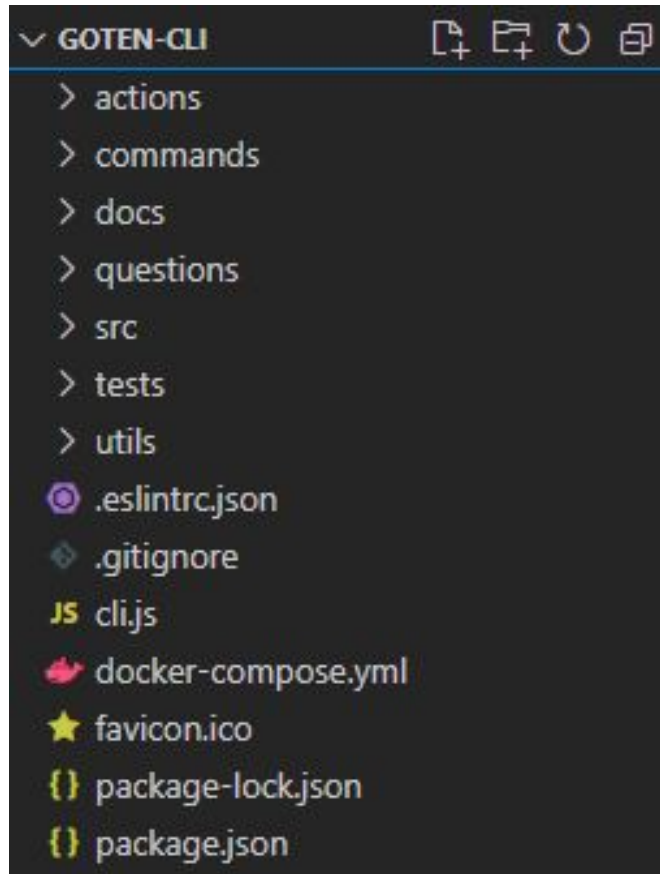 GOTEN-CLI
actions
commands
docs
questions
src
tests
utils
.eslintrc.json
.gitignore
JS cli.js
docker-compose.yml
favicon.ico
{} package-lock.json
{} package.json